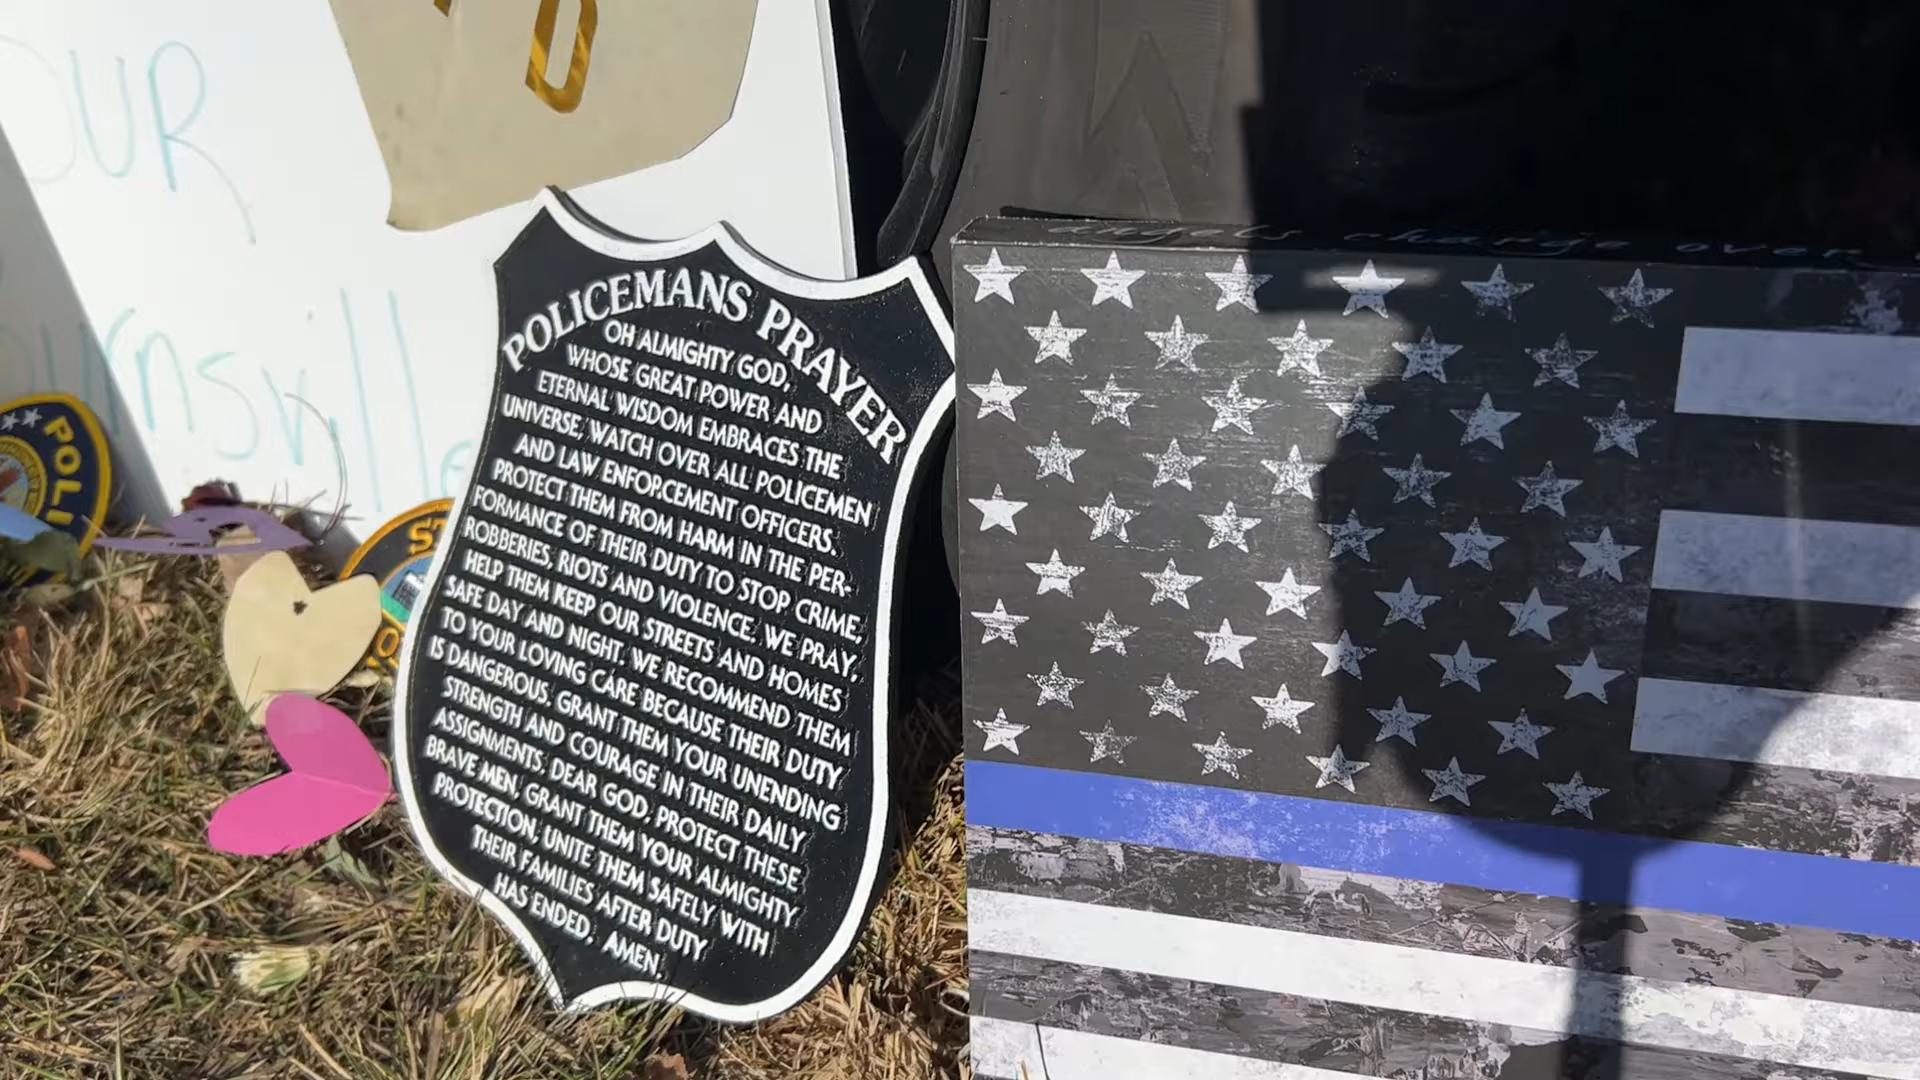 D
OUR
POLICEMANS PRAYER
OH ALMIGHTY GOD,
WHOSE GREAT POWER AND
ETERNAL WISDOM EMBRACES THE
UNIVERSE, WATCH OVER ALL POLICEMEN
AND LAW ENFORCEMENT OFFICERS.
PROTECT THEM FROM HARM IN THE PER-
FORMANCE OF THEIR DUTY TO STOP CRIME,
ROBBERIES, RIOTS AND VIOLENCE. WE PRAY,
HELP THEM KEEP OUR STREETS AND HOMES
SAFE DAY AND NIGHT. WE RECOMMEND THEM
TO YOUR LOVING CARE BECAUSE THEIR DUTY
IS DANGEROUS. GRANT THEM YOUR UNENDING
STRENGTH AND COURAGE IN THEIR DAILY
ASSIGNMENTS. DEAR GOD, PROTECT THESE
BRAVE MEN, GRANT THEM YOUR ALMIGHTY
PROTECTION, UNITE THEM SAFELY WITH
THEIR FAMILIES AFTER DUTY
HAS ENDED. AMEN.
angels charge over
urnsville
POLI
ST